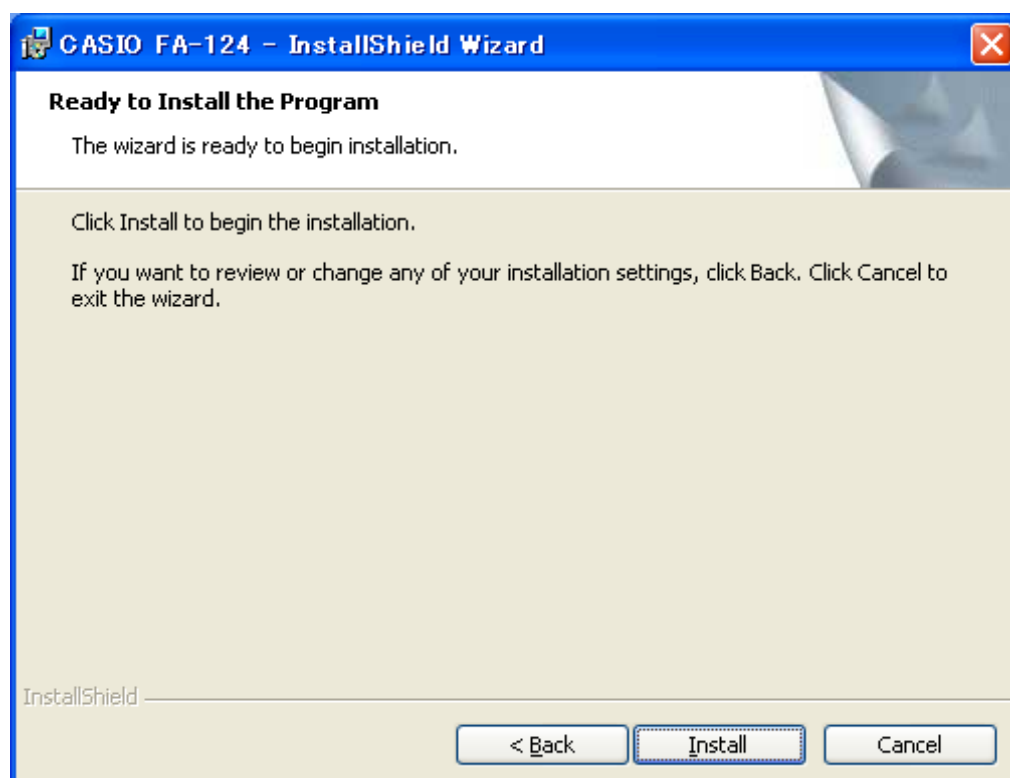 CASIO FA-124 - InstallShield Wizard
Ready to Install the Program
The wizard is ready to begin installation.
Click Install to begin the installation.
If you want to review or change any of your installation settings, click Back. Click Cancel to
exit the wizard.
InstallShield
< Back
Install
Cancel